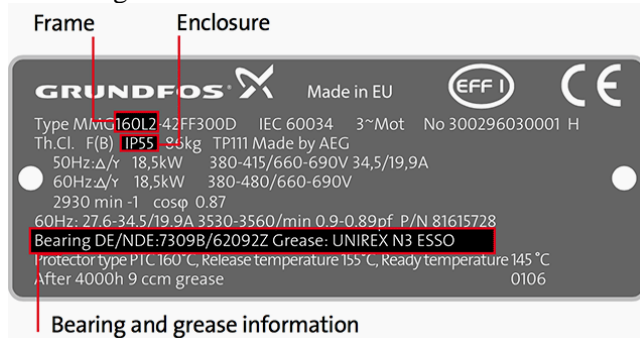 Frame Enclosure
GRUNDFOS Made in EU EFF I CE
Type MMG160L2-42FF300D IEC 60034 3~Mot No 300296030001 H
Th.Cl. F(B) IP55 86kg TP111 Made by AEG
50Hz:Δ/Y 18,5kW 380-415/660-690V 34,5/19,9A
60Hz:Δ/Y 18,5kW 380-480/660-690V
2930 min -1 cosφ 0.87
60Hz: 27.6-34.5/19.9A 3530-3560/min 0.9-0.89pf P/N 81615728
Bearing DE/NDE:7309B/62092Z Grease: UNIREX N3 ESSO
Protector type PTC 160°C, Release temperature 155°C, Ready temperature 145 °C
After 4000h 9 ccm grease 0106
Bearing and grease information